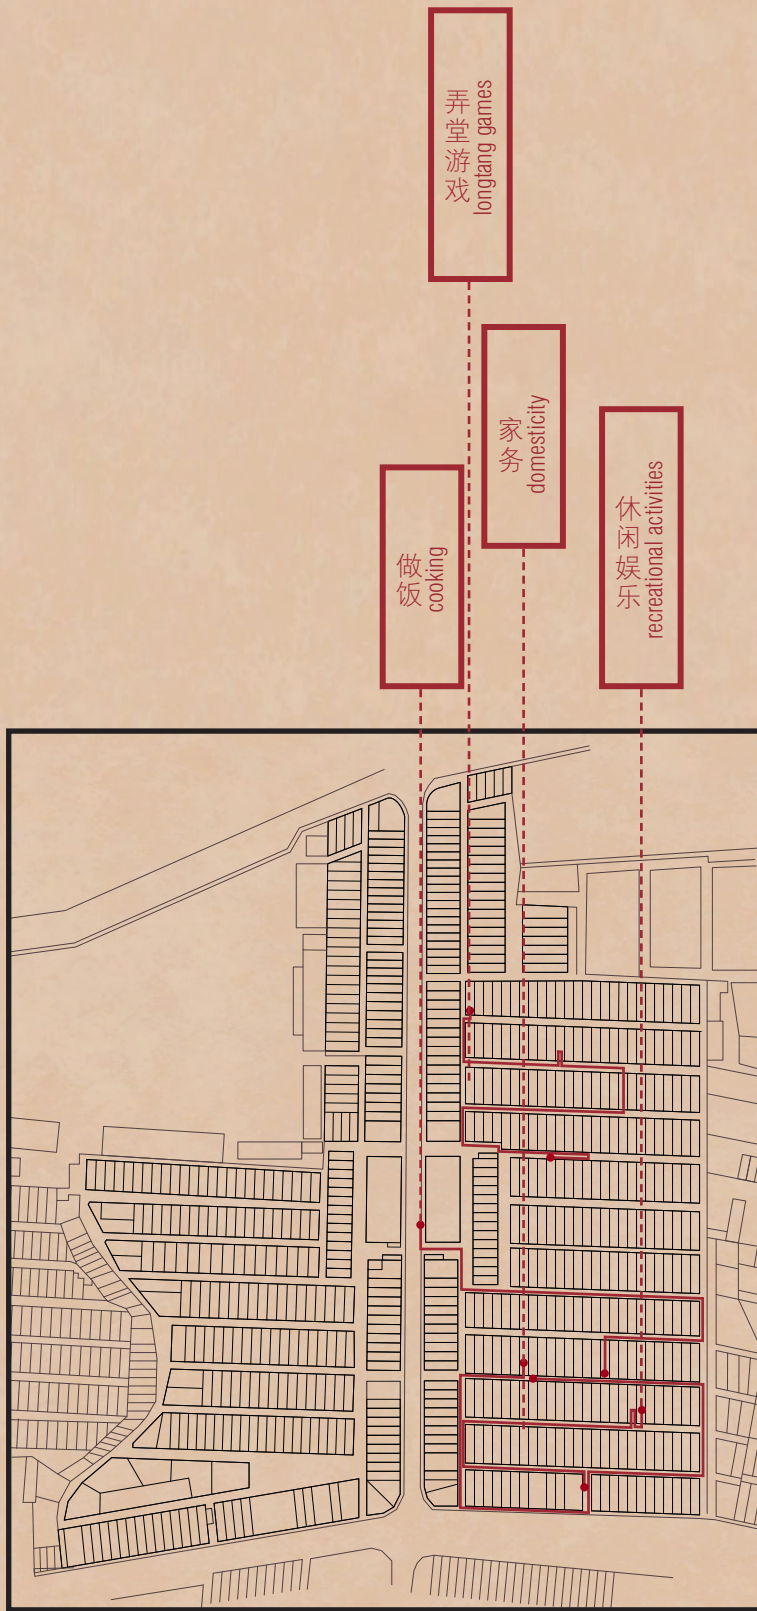 弄堂游戏
longtang games
家务
domesticity
休闲娱乐
recreational activities
做饭
cooking